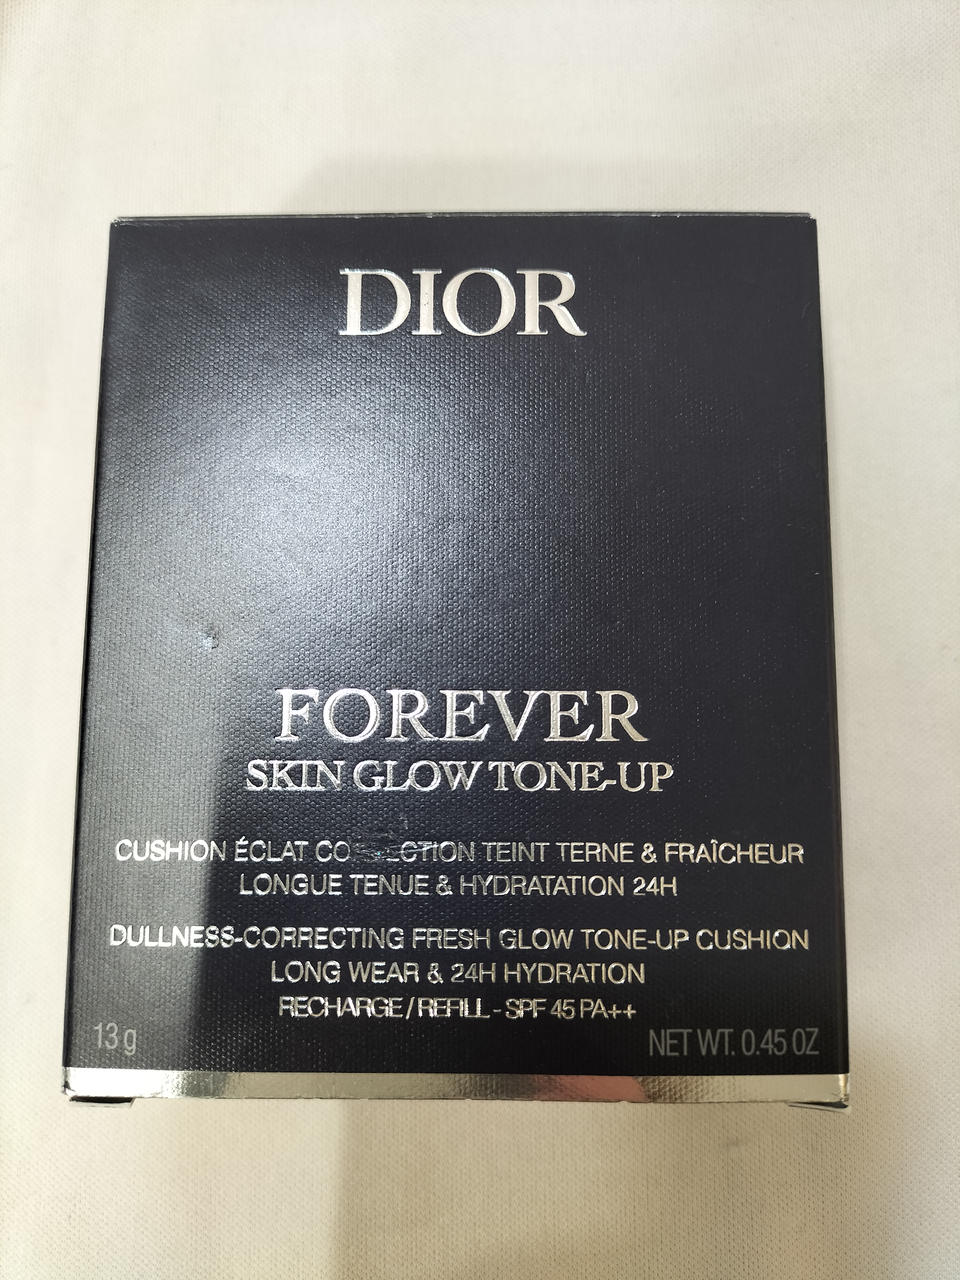 DIOR
FOREVER
SKIN GLOW TONE-UP
CUSHION ÉCLAT TEINT TERNE & FRAÎCHEUR
LONGUE TENUE & HYDRATATION 24H
DULLNESS-CORRECTING FRESH GLOW TONE-UP CUSHION
LONG WEAR & 24H HYDRATION
RECHARGE / REFILL - SPF 45 PA++
13 g
NET WT. 0.45 OZ